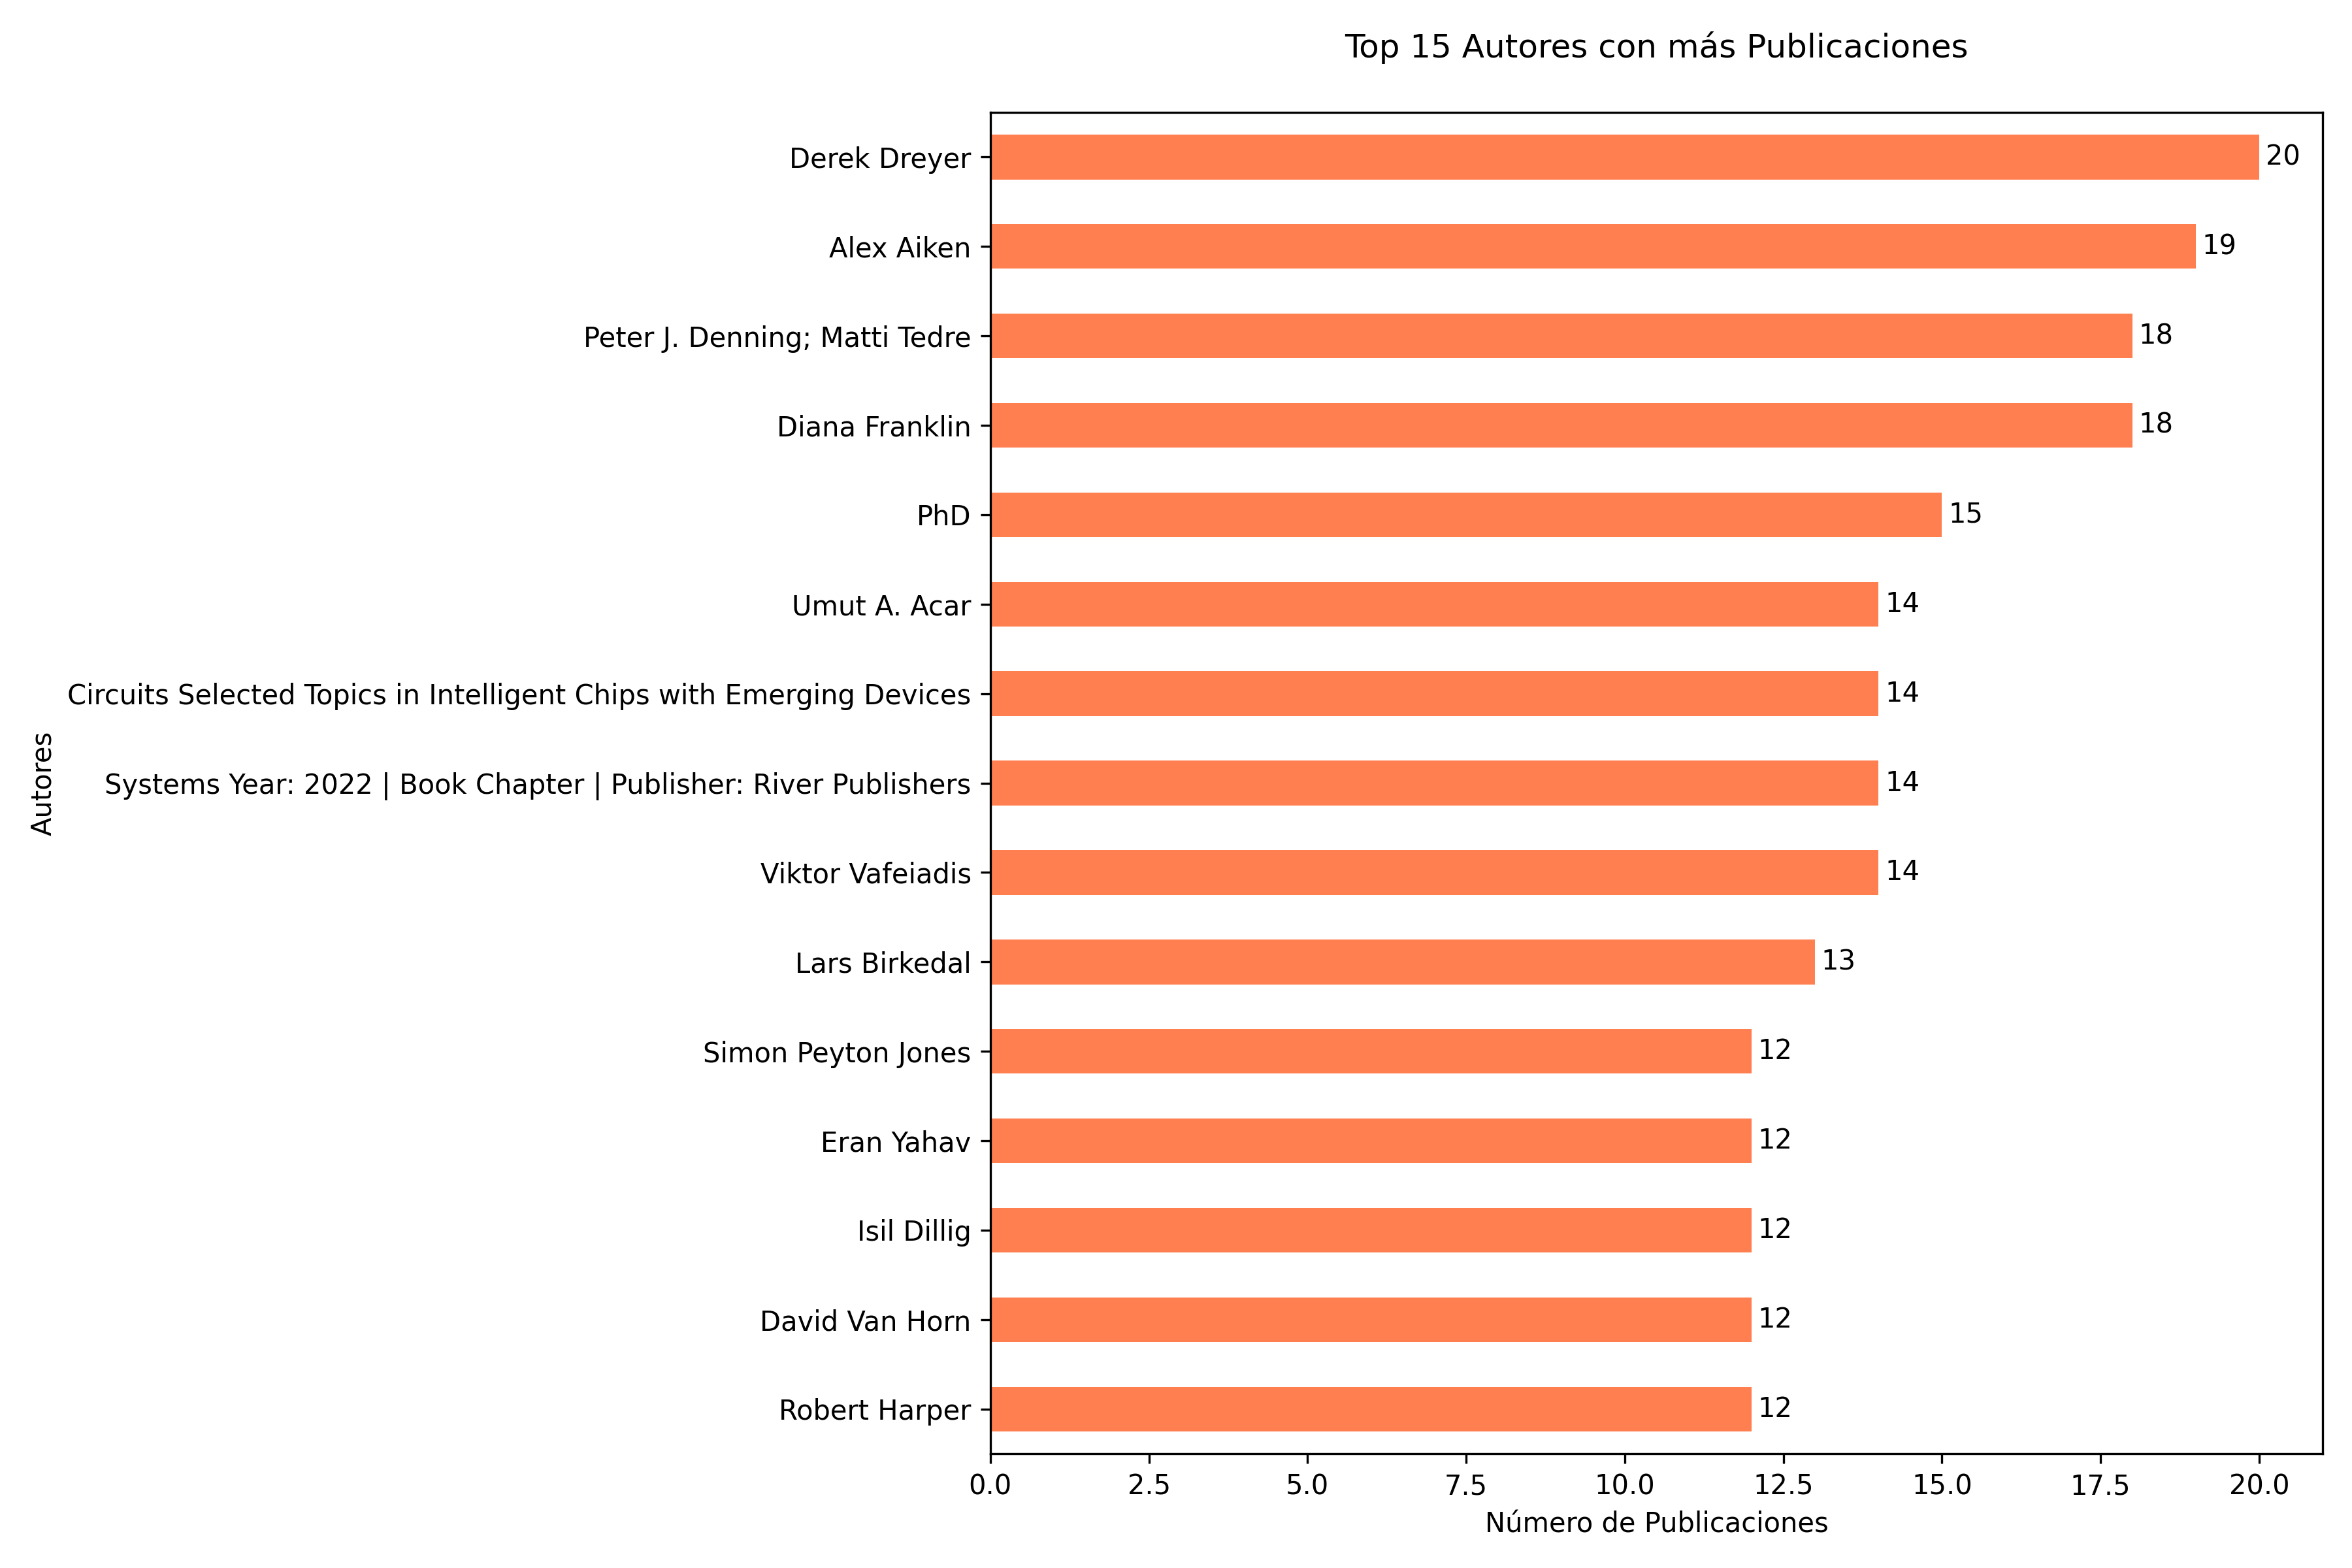 Top 15 Autores con más Publicaciones
Autores
Derek Dreyer 20
Alex Aiken 19
Peter J. Denning; Matti Tedre 18
Diana Franklin 18
PhD 15
Umut A. Acar 14
Circuits Selected Topics in Intelligent Chips with Emerging Devices 14
Systems Year: 2022 | Book Chapter | Publisher: River Publishers 14
Viktor Vafeiadis 14
Lars Birkedal 13
Simon Peyton Jones 12
Eran Yahav 12
Isil Dillig 12
David Van Horn 12
Robert Harper 12
0.0 2.5 5.0 7.5 10.0 12.5 15.0 17.5 20.0
Número de Publicaciones